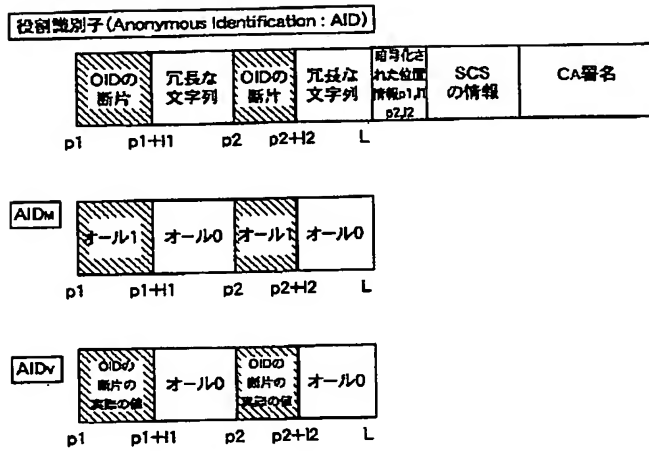 役割識別子(Anonymous Identification : AID)
OIDの
断片
冗長な
文字列
OIDの
断片
冗長な
文字列
暗号化さ
れた位置
情報p1,l1
p2,l2
SCS
の情報
CA署名
p1 p1+l1 p2 p2+l2 L
AIDM
オール1 オール0 オール1 オール0
p1 p1+l1 p2 p2+l2 L
AIDV
OIDの
断片の
実際の値
オール0
OIDの
断片の
実際の値
オール0
p1 p1+l1 p2 p2+l2 L